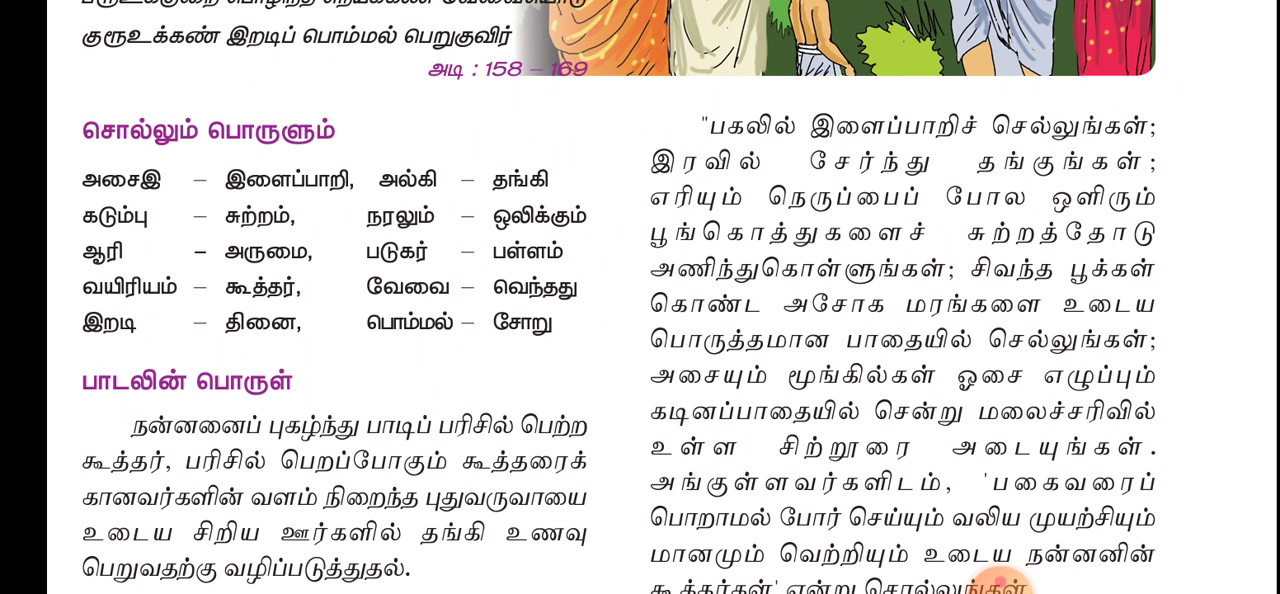 குரூஉக்கண் இறடிப் பொம்மல் பெறுகுவிர்
அடி : 158 – 169
சொல்லும் பொருளும்
அசைஇ – இளைப்பாறி, அல்கி – தங்கி
கடும்பு – சுற்றம், நரலும் – ஒலிக்கும்
ஆரி – அருமை, படுகர் – பள்ளம்
வயிரியம் – கூத்தர், வேவை – வெந்தது
இறடி – தினை, பொம்மல் – சோறு
பாடலின் பொருள்
நன்னனைப் புகழ்ந்து பாடிப் பரிசில் பெற்ற
கூத்தர், பரிசில் பெறப்போகும் கூத்தரைக்
கானவர்களின் வளம் நிறைந்த புதுவருவாயை
உடைய சிறிய ஊர்களில் தங்கி உணவு
பெறுவதற்கு வழிப்படுத்துதல்.
"பகலில் இளைப்பாறிச் செல்லுங்கள்;
இரவில் சேர்ந்து தங்குங்கள்;
எரியும் நெருப்பைப் போல ஒளிரும்
பூங்கொத்துகளைச் சுற்றத்தோடு
அணிந்துகொள்ளுங்கள்; சிவந்த பூக்கள்
கொண்ட அசோக மரங்களை உடைய
பொருத்தமான பாதையில் செல்லுங்கள்;
அசையும் மூங்கில்கள் ஓசை எழுப்பும்
கடினப்பாதையில் சென்று மலைச்சரிவில்
உள்ள சிற்றூரை அடையுங்கள்.
அங்குள்ளவர்களிடம், 'பகைவரைப்
பொறாமல் போர் செய்யும் வலிய முயற்சியும்
மானமும் வெற்றியும் உடைய நன்னனின்
கூத்தர்கள்' என்று சொல்லுங்கள்.